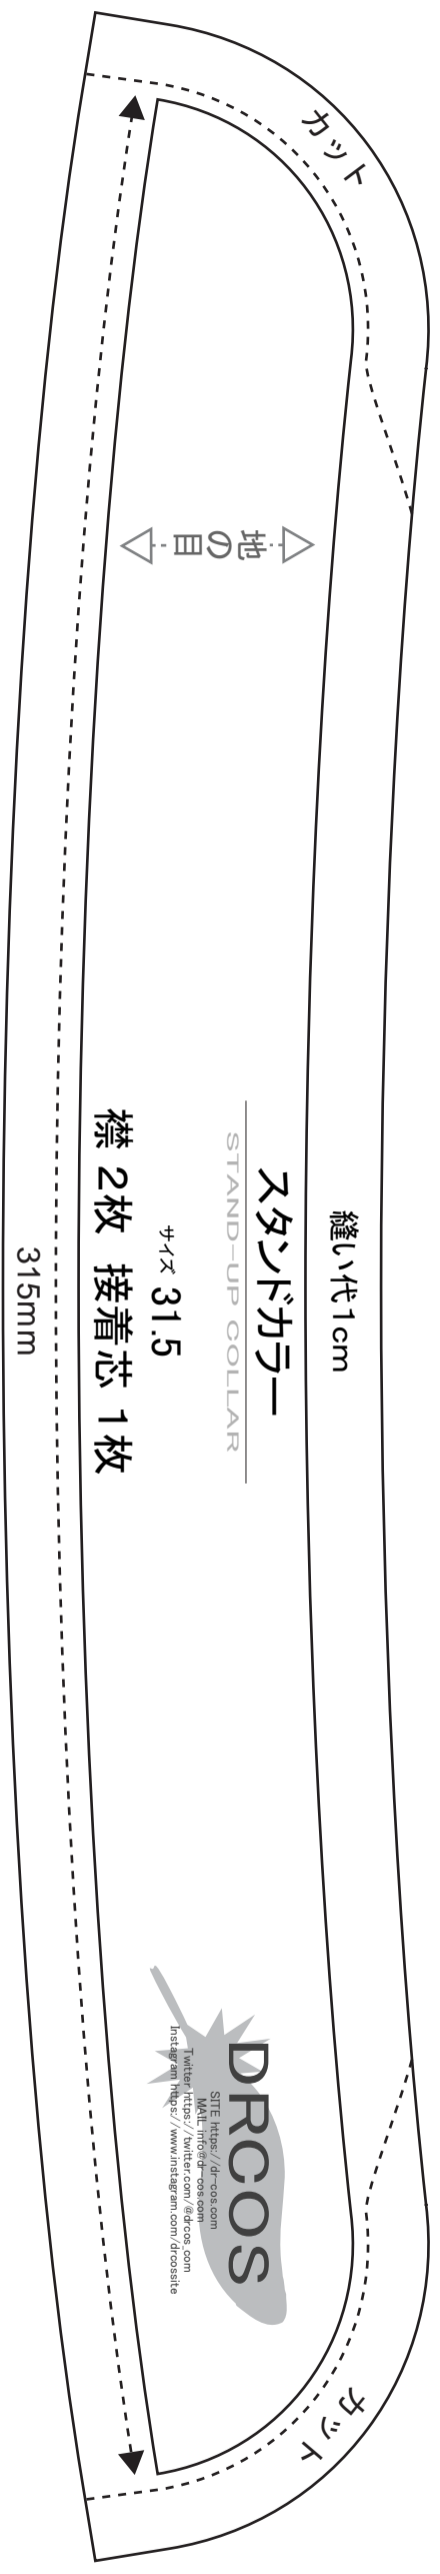 カット
地の目
縫い代1cm
スタンドカラー
STAND-UP COLLAR
サイズ 31.5
襟 2枚 接着芯 1枚
315mm
DRCOS
SITE https://dr-cos.com
MAIL info@dr-cos.com
Twitter https://twitter.com/@drcos_com
Instagram https://www.instagram.com/drcossite
カット